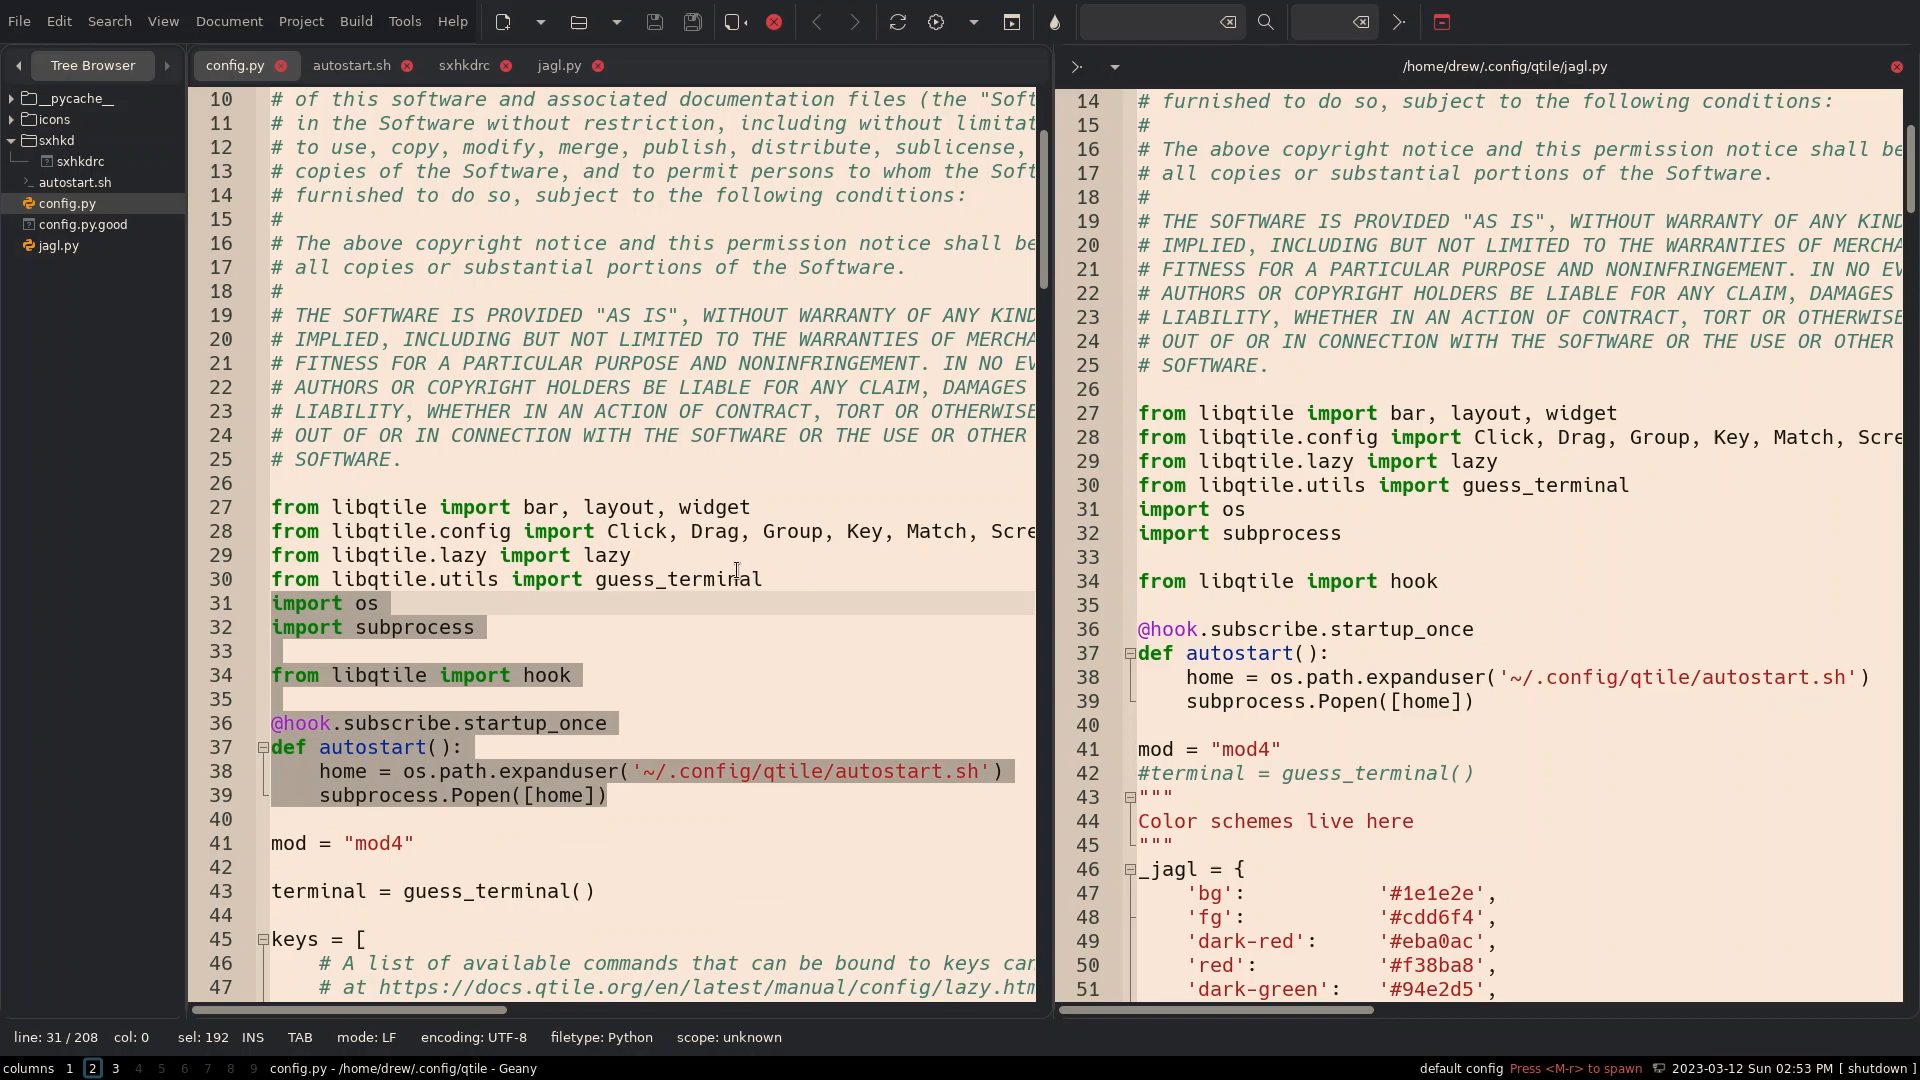 File Edit Search View Document Project Build Tools Help
Tree Browser
__pycache__
icons
sxhkd
sxhkdrc
autostart.sh
config.py
config.py.good
jagl.py
config.py autostart.sh sxhkdrc jagl.py
10 # of this software and associated documentation files (the "Soft
11 # in the Software without restriction, including without limitat
12 # to use, copy, modify, merge, publish, distribute, sublicense,
13 # copies of the Software, and to permit persons to whom the Soft
14 # furnished to do so, subject to the following conditions:
15 #
16 # The above copyright notice and this permission notice shall be
17 # all copies or substantial portions of the Software.
18 #
19 # THE SOFTWARE IS PROVIDED "AS IS", WITHOUT WARRANTY OF ANY KIND
20 # IMPLIED, INCLUDING BUT NOT LIMITED TO THE WARRANTIES OF MERCHA
21 # FITNESS FOR A PARTICULAR PURPOSE AND NONINFRINGEMENT. IN NO EV
22 # AUTHORS OR COPYRIGHT HOLDERS BE LIABLE FOR ANY CLAIM, DAMAGES
23 # LIABILITY, WHETHER IN AN ACTION OF CONTRACT, TORT OR OTHERWISE
24 # OUT OF OR IN CONNECTION WITH THE SOFTWARE OR THE USE OR OTHER
25 # SOFTWARE.
26
27 from libqtile import bar, layout, widget
28 from libqtile.config import Click, Drag, Group, Key, Match, Scre
29 from libqtile.lazy import lazy
30 from libqtile.utils import guess_terminal
31 import os
32 import subprocess
33
34 from libqtile import hook
35
36 @hook.subscribe.startup_once
37 def autostart():
38     home = os.path.expanduser('~/.config/qtile/autostart.sh')
39     subprocess.Popen([home])
40
41 mod = "mod4"
42
43 terminal = guess_terminal()
44
45 keys = [
46     # A list of available commands that can be bound to keys can
47     # at https://docs.qtile.org/en/latest/manual/config/lazy.htm
/home/drew/.config/qtile/jagl.py
14 # furnished to do so, subject to the following conditions:
15 #
16 # The above copyright notice and this permission notice shall be
17 # all copies or substantial portions of the Software.
18 #
19 # THE SOFTWARE IS PROVIDED "AS IS", WITHOUT WARRANTY OF ANY KIND
20 # IMPLIED, INCLUDING BUT NOT LIMITED TO THE WARRANTIES OF MERCHA
21 # FITNESS FOR A PARTICULAR PURPOSE AND NONINFRINGEMENT. IN NO EV
22 # AUTHORS OR COPYRIGHT HOLDERS BE LIABLE FOR ANY CLAIM, DAMAGES
23 # LIABILITY, WHETHER IN AN ACTION OF CONTRACT, TORT OR OTHERWISE
24 # OUT OF OR IN CONNECTION WITH THE SOFTWARE OR THE USE OR OTHER
25 # SOFTWARE.
26
27 from libqtile import bar, layout, widget
28 from libqtile.config import Click, Drag, Group, Key, Match, Scre
29 from libqtile.lazy import lazy
30 from libqtile.utils import guess_terminal
31 import os
32 import subprocess
33
34 from libqtile import hook
35
36 @hook.subscribe.startup_once
37 def autostart():
38     home = os.path.expanduser('~/.config/qtile/autostart.sh')
39     subprocess.Popen([home])
40
41 mod = "mod4"
42 #terminal = guess_terminal()
43 """
44 Color schemes live here
45 """
46 _jagl = {
47     'bg':           '#1e1e2e',
48     'fg':           '#cdd6f4',
49     'dark-red':     '#eba0ac',
50     'red':          '#f38ba8',
51     'dark-green':   '#94e2d5',
line: 31 / 208 col: 0 sel: 192 INS TAB mode: LF encoding: UTF-8 filetype: Python scope: unknown
columns 1 2 3 4 5 6 7 8 9 config.py - /home/drew/.config/qtile - Geany default config Press <M-r> to spawn 2023-03-12 Sun 02:53 PM [ shutdown ]